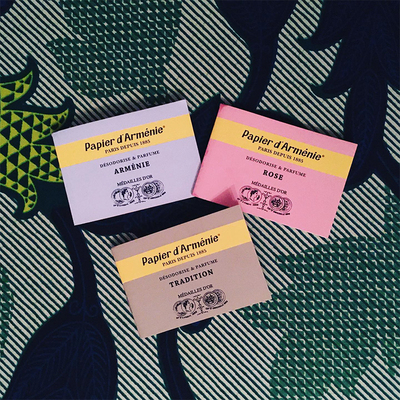 Papier d'Arménie®
PARIS DEPUIS 1885
DÉSODORISE & PARFUME
ARMÉNIE
MÉDAILLES D'OR
Papier d'Arménie®
PARIS DEPUIS 1885
DÉSODORISE & PARFUME
ROSE
MÉDAILLES D'OR
Papier d'Arménie®
PARIS DEPUIS 1885
DÉSODORISE & PARFUME
TRADITION
MÉDAILLES D'OR